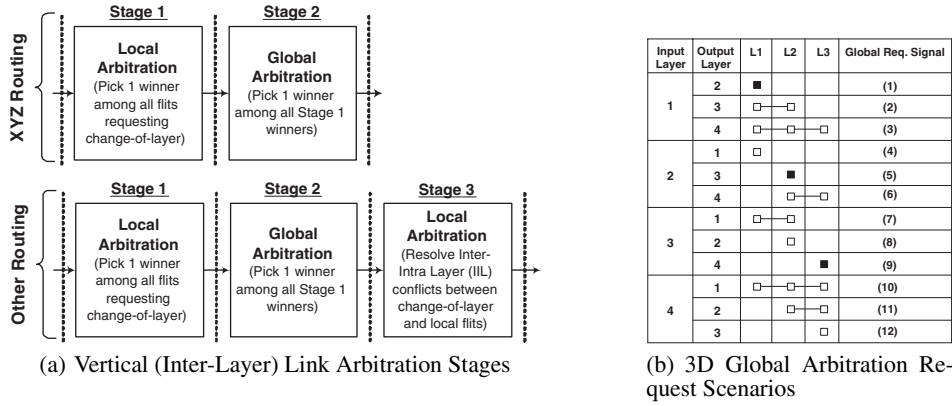 Stage 1
Stage 2
XYZ Routing
Local
Arbitration
(Pick 1 winner
among all flits
requesting
change-of-layer)
Global
Arbitration
(Pick 1 winner
among all Stage 1
winners)
Stage 1
Stage 2
Stage 3
Other Routing
Local
Arbitration
(Pick 1 winner
among all flits
requesting
change-of-layer)
Global
Arbitration
(Pick 1 winner
among all Stage 1
winners)
Local
Arbitration
(Resolve Inter-
Intra Layer (IIL)
conflicts between
change-of-layer
and local flits)
(a) Vertical (Inter-Layer) Link Arbitration Stages
Input Layer Output Layer L1 L2 L3 Global Req. Signal
1 2 (1)
3 (2)
4 (3)
2 1 (4)
3 (5)
4 (6)
3 1 (7)
2 (8)
4 (9)
4 1 (10)
2 (11)
3 (12)
(b) 3D Global Arbitration Re-
quest Scenarios